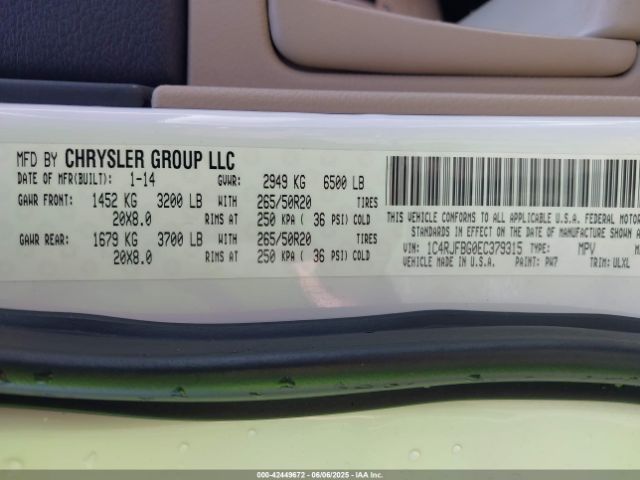 MFD BY CHRYSLER GROUP LLC
DATE OF MFR(BUILT): 1-14 GVWR: 2949 KG 6500 LB
GAWR FRONT: 1452 KG 3200 LB WITH 265/50R20 TIRES
20X8.0 RIMS AT 250 KPA ( 36 PSI) COLD
GAWR REAR: 1679 KG 3700 LB WITH 265/50R20 TIRES
20X8.0 RIMS AT 250 KPA ( 36 PSI) COLD
THIS VEHICLE CONFORMS TO ALL APPLICABLE U.S.A. FEDERAL MOTOR
STANDARDS IN EFFECT ON THE DATE OF MANUFACTURE SHOWN A
VIN: 1C4RJFBG0EC379315 TYPE: MPV M
VEHICLE MADE IN U.S.A. PAINT: PW7 TRIM: ULXL
000-42449672 - 06/06/2025 - IAA Inc.